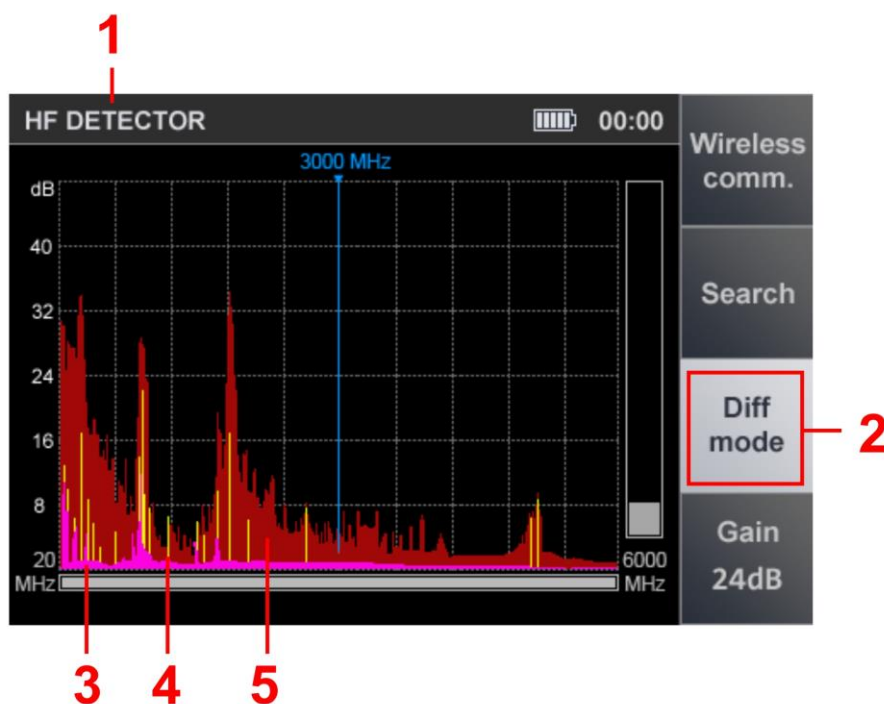 1
HF DETECTOR 00:00
3000 MHz
dB
40
32
24
16
8
20 6000
MHz MHz
Wireless
comm.
Search
Diff
mode
2
Gain
24dB
3 4 5